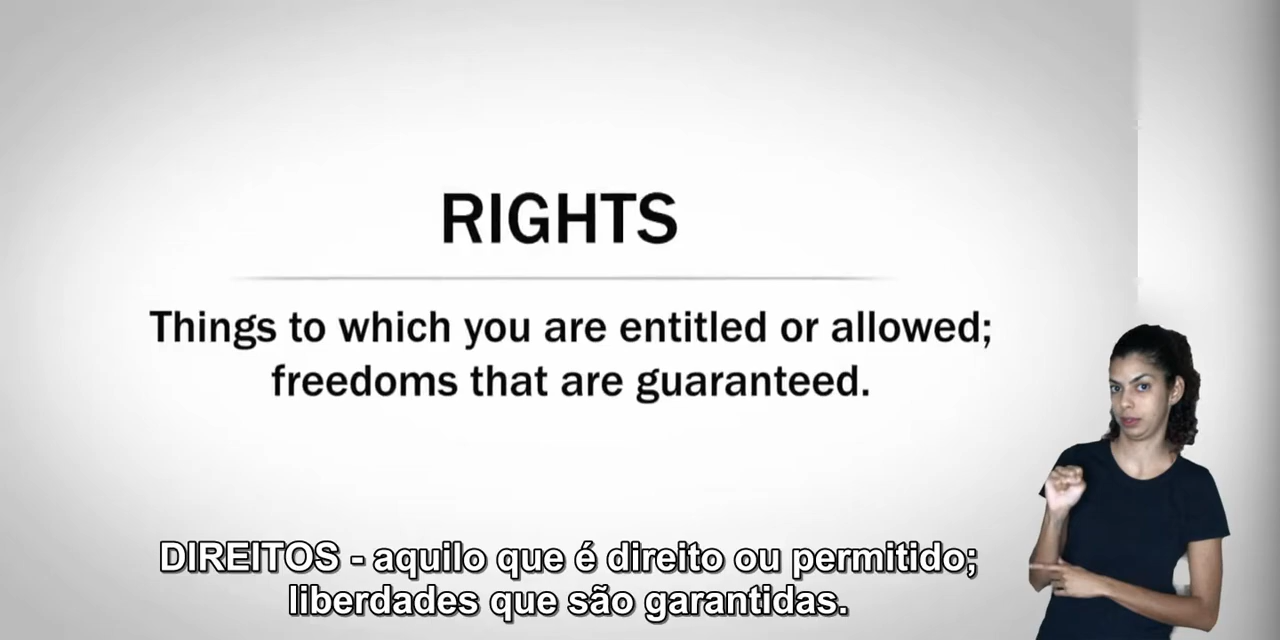 RIGHTS
Things to which you are entitled or allowed;
freedoms that are guaranteed.
DIREITOS - aquilo que é direito ou permitido;
liberdades que são garantidas.